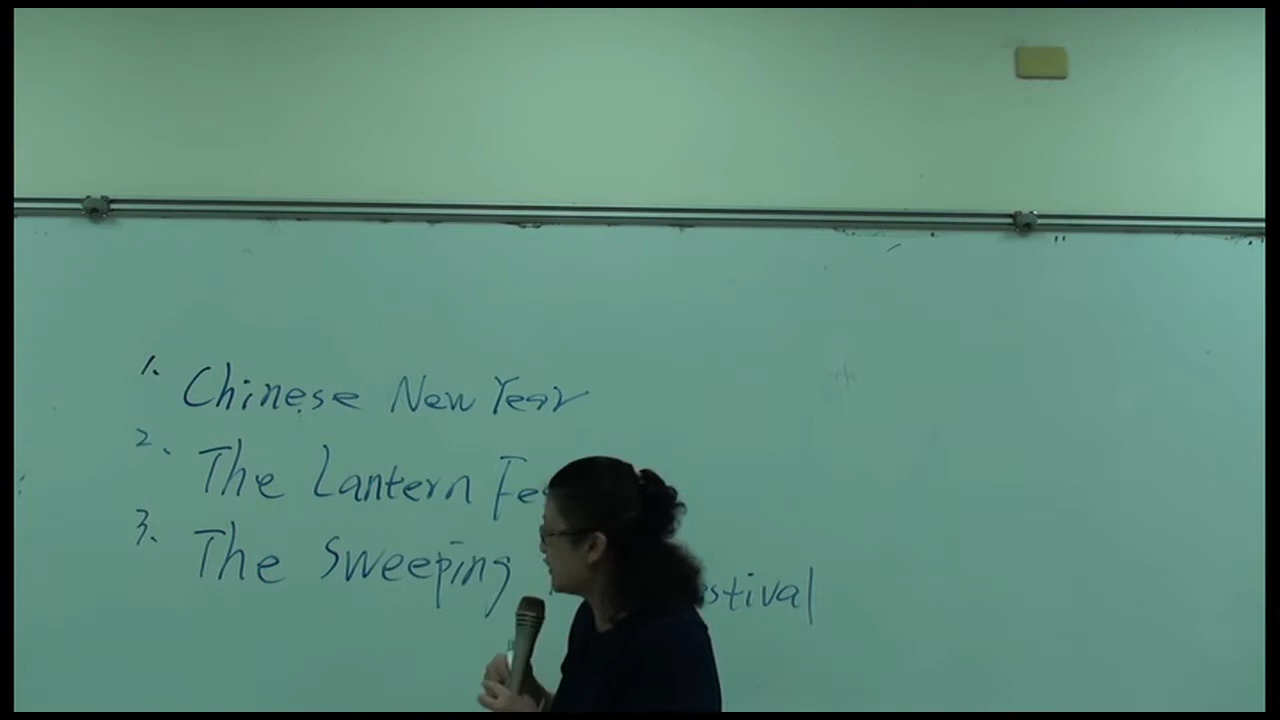 1. Chinese New Year
2. The Lantern
3. The Sweeping